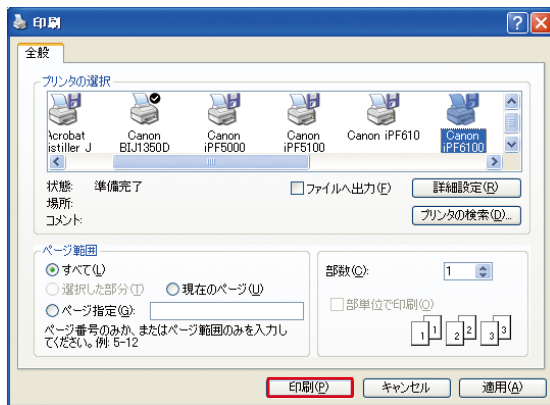 印刷
全般
プリンタの選択
Acrobat Distiller J
Canon BIJ1350D
Canon iPF5000
Canon iPF5100
Canon iPF610
Canon iPF6100
状態: 準備完了
場所:
コメント:
ファイルへ出力(F)
詳細設定(R)
プリンタの検索(D)...
ページ範囲
すべて(L)
選択した部分(T) 現在のページ(U)
ページ指定(G):
ページ番号のみか、またはページ範囲のみを入力し
てください。例: 5-12
部数(C): 1
部単位で印刷(O)
1 1 2 2 3 3
印刷(P) キャンセル 適用(A)